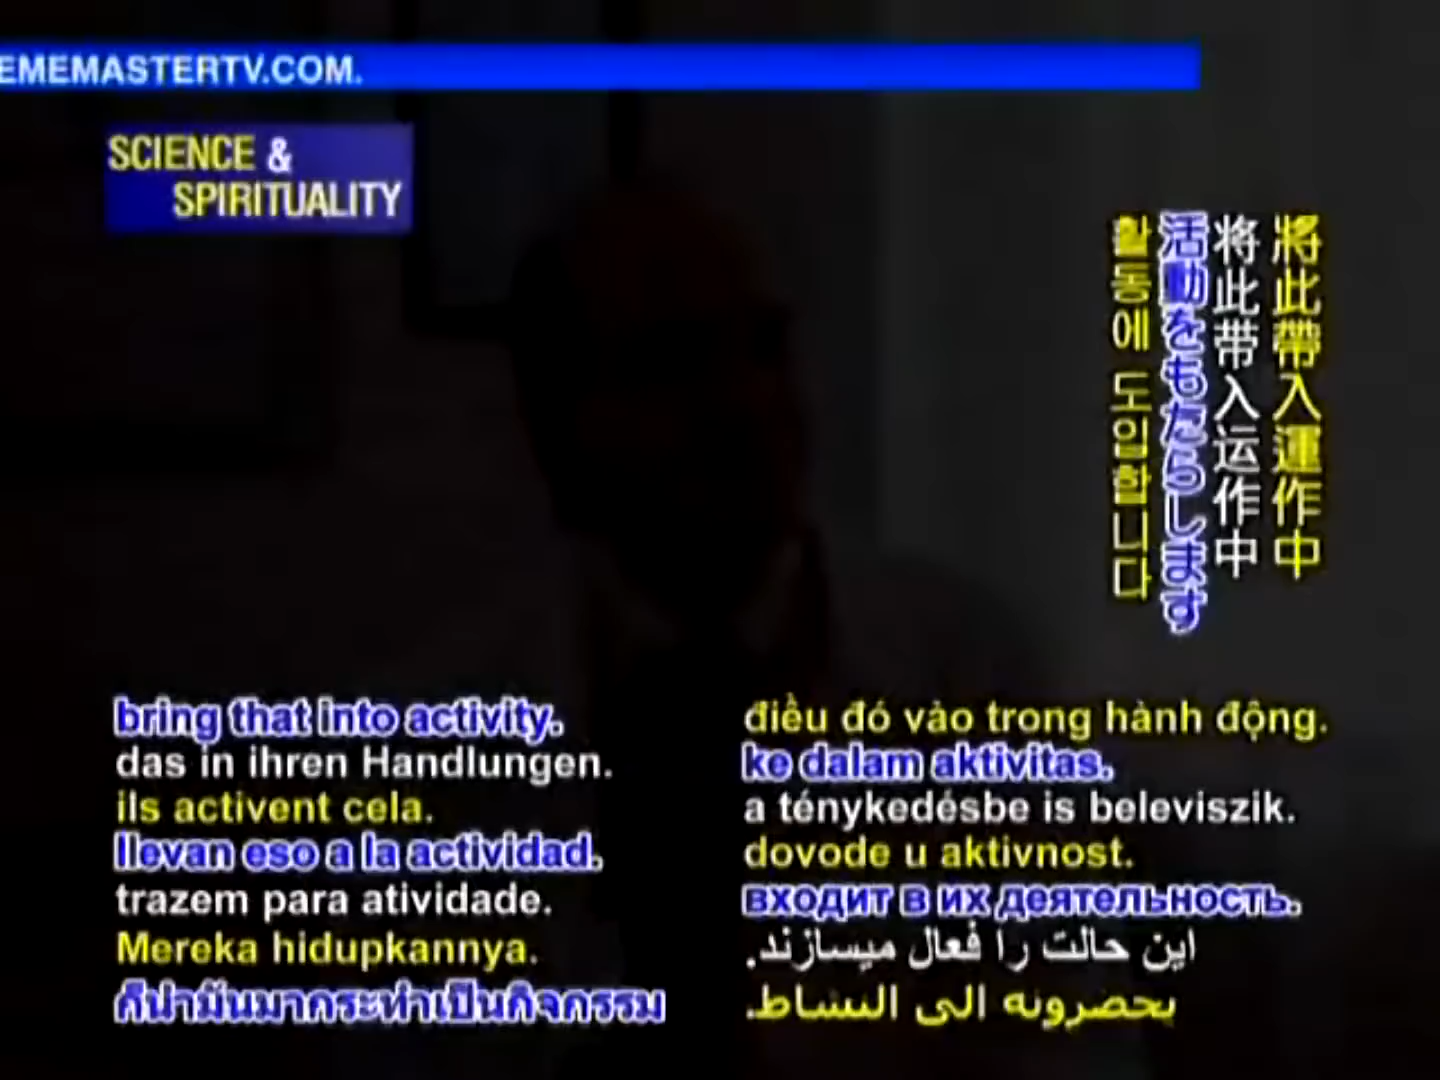 EMEMASTERTV.COM.
SCIENCE &
SPIRITUALITY
將此帶入運作中
将此带入运作中
活動をもたらします
활동에 도입합니다
bring that into activity.
das in ihren Handlungen.
ils activent cela.
llevan eso a la actividad.
trazem para atividade.
Mereka hidupkannya.
ก็นำมันมากระทำเป็นกิจกรรม
điều đó vào trong hành động.
ke dalam aktivitas.
a ténykedésbe is beleviszik.
dovode u aktivnost.
входит в их деятельность.
این حالت را فعال میسازند.
يحضرونه الى النشاط.